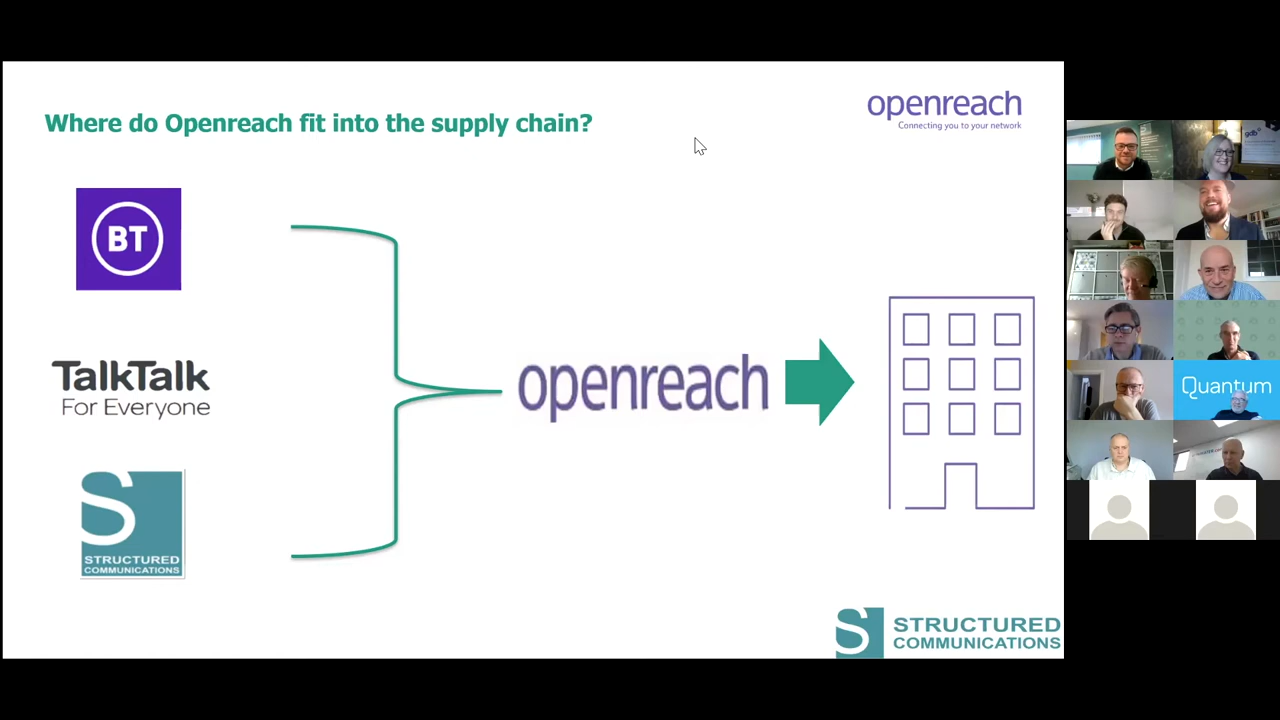 Where do Openreach fit into the supply chain?
openreach
Connecting you to your network
BT
TalkTalk
For Everyone
S
STRUCTURED
COMMUNICATIONS
openreach
S
STRUCTURED
COMMUNICATIONS
S
gdb
Quantum